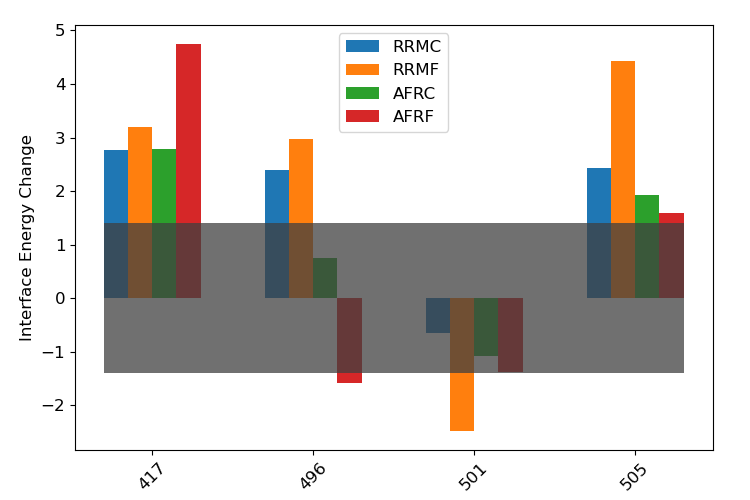 Interface Energy Change
5
4
3
2
1
0
−1
−2
RRMC
RRMF
AFRC
AFRF
417
496
501
505